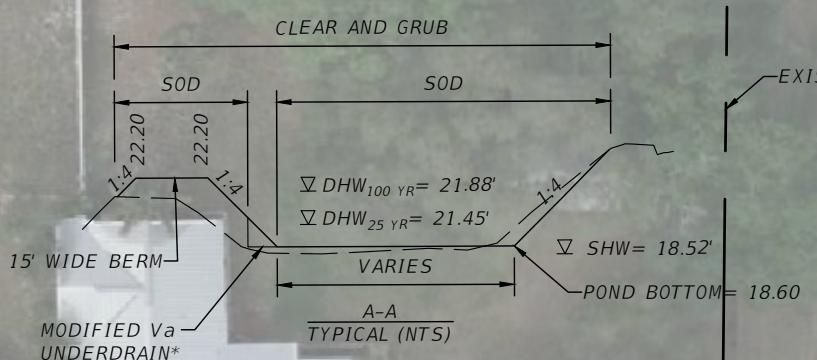 CLEAR AND GRUB
SOD
SOD
EXIS
22.20
22.20
1:4
1:4
1:4
DHW100 YR= 21.88'
DHW25 YR= 21.45'
SHW= 18.52'
15' WIDE BERM
VARIES
POND BOTTOM= 18.60
A-A
TYPICAL (NTS)
MODIFIED Va
UNDERDRAIN*